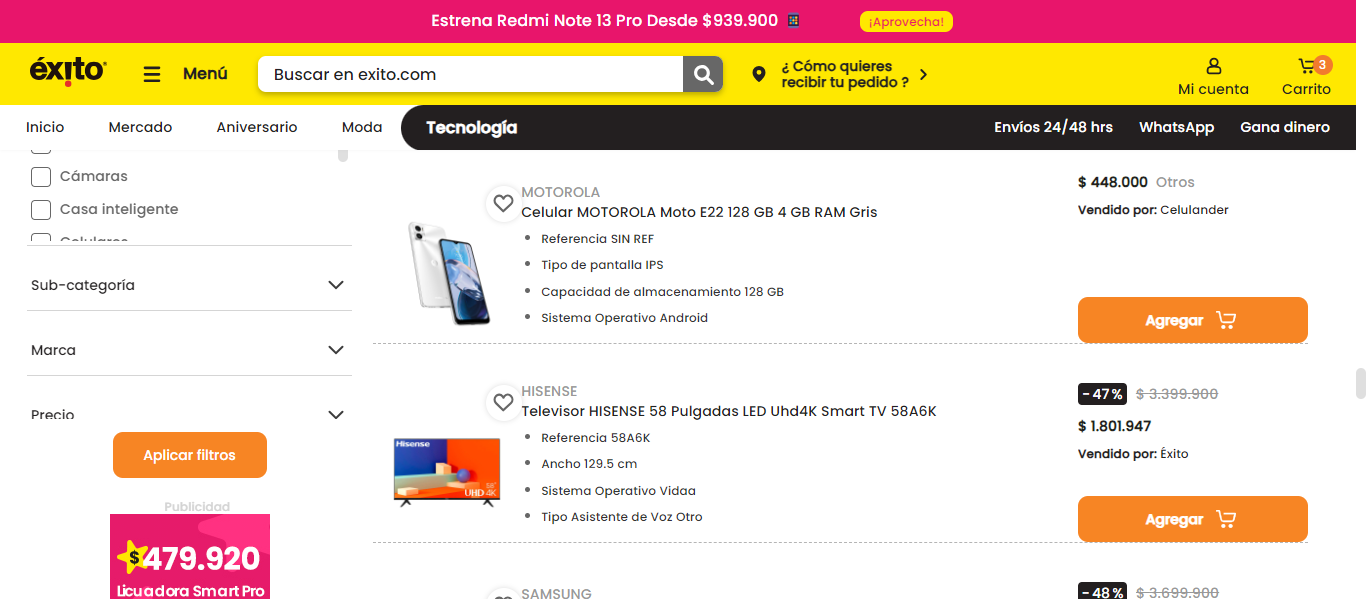 Estrena Redmi Note 13 Pro Desde $939.900
¡Aprovecha!
éxito
Menú
Buscar en exito.com
¿ Cómo quieres
recibir tu pedido ?
Mi cuenta
3
Carrito
Inicio
Mercado
Aniversario
Moda
Tecnología
Envíos 24/48 hrs
WhatsApp
Gana dinero
Cámaras
Casa inteligente
Celulares
Sub-categoría
Marca
Precio
Aplicar filtros
Publicidad
$479.920
Licuadora Smart Pro
MOTOROLA
Celular MOTOROLA Moto E22 128 GB 4 GB RAM Gris
Referencia SIN REF
Tipo de pantalla IPS
Capacidad de almacenamiento 128 GB
Sistema Operativo Android
$ 448.000 Otros
Vendido por: Celulander
Agregar
HISENSE
Televisor HISENSE 58 Pulgadas LED Uhd4K Smart TV 58A6K
Referencia 58A6K
Ancho 129.5 cm
Sistema Operativo Vidaa
Tipo Asistente de Voz Otro
Hisense
58"
UHD 4K
- 47% $ 3.399.900
$ 1.801.947
Vendido por: Éxito
Agregar
SAMSUNG
- 48% $ 3.699.900